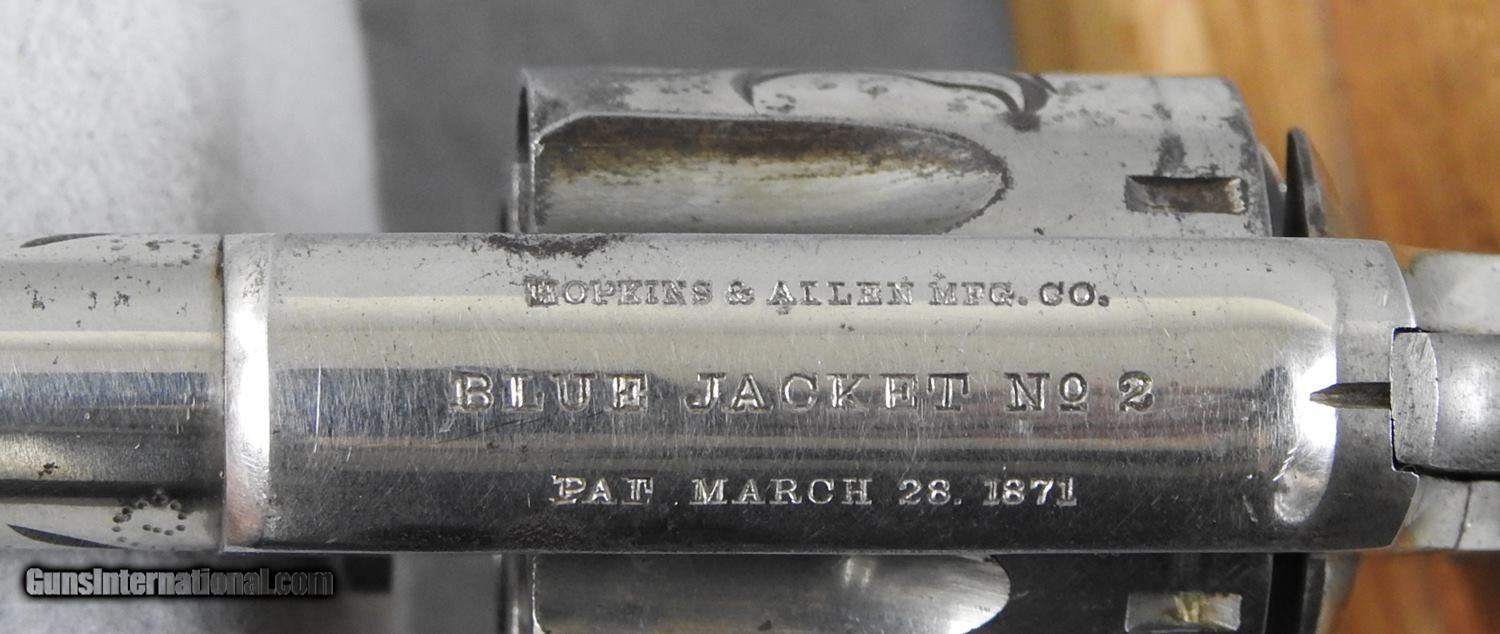 HOPKINS & ALLEN MFG. CO.
BLUE JACKET No 2
PAT MARCH 28. 1871
GunsInternational.com